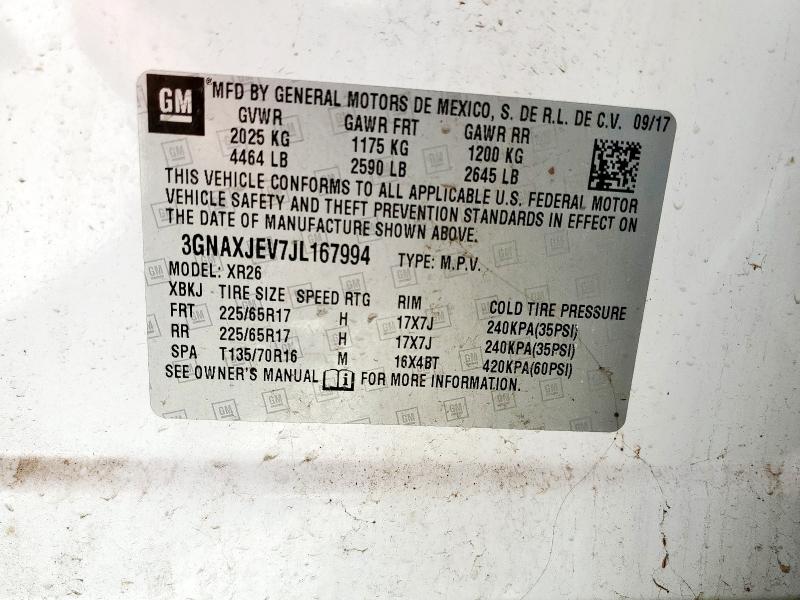 GM
®MFD BY GENERAL MOTORS DE MEXICO, S. DE R.L. DE C.V. 09/17
GVWR GAWR FRT GAWR RR
2025 KG 1175 KG 1200 KG
4464 LB 2590 LB 2645 LB
THIS VEHICLE CONFORMS TO ALL APPLICABLE U.S. FEDERAL MOTOR
VEHICLE SAFETY AND THEFT PREVENTION STANDARDS IN EFFECT ON
THE DATE OF MANUFACTURE SHOWN ABOVE.
3GNAXJEV7JL167994 TYPE: M.P.V.
MODEL: XR26
XBKJ TIRE SIZE SPEED RTG RIM COLD TIRE PRESSURE
FRT 225/65R17 H 17X7J 240KPA(35PSI)
RR 225/65R17 H 17X7J 240KPA(35PSI)
SPA T135/70R16 M 16X4BT 420KPA(60PSI)
SEE OWNER'S MANUAL FOR MORE INFORMATION.